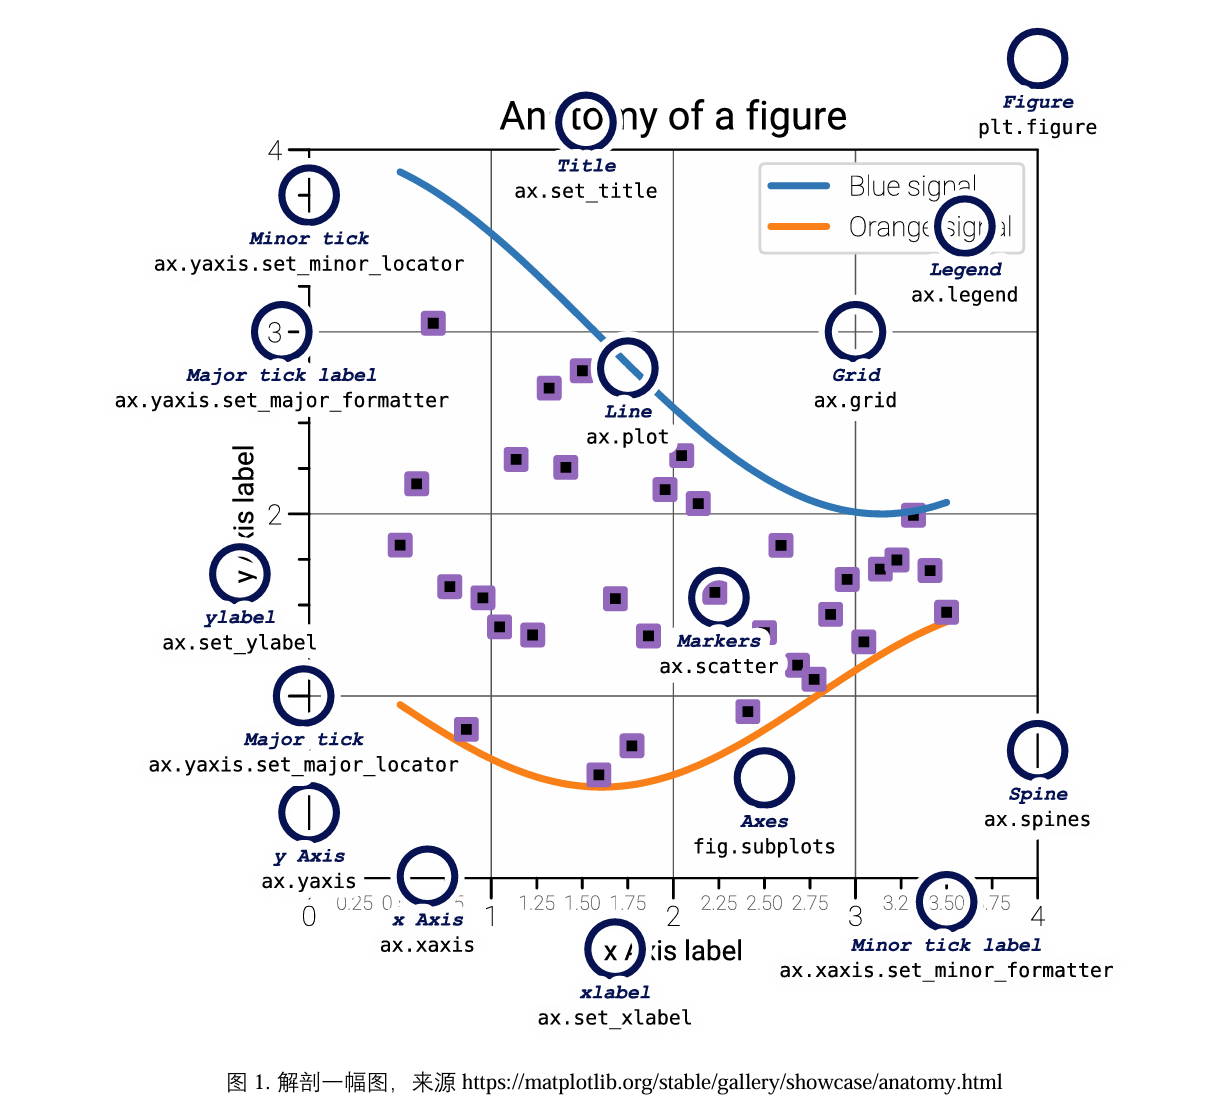 Figure
plt.figure
Anatomy of a figure
Title
ax.set_title
4
Blue signal
Orange signal
Legend
ax.legend
Minor tick
ax.yaxis.set_minor_locator
3
Major tick label
ax.yaxis.set_major_formatter
Grid
ax.grid
Line
ax.plot
2
y Axis label
ylabel
ax.set_ylabel
Markers
ax.scatter
Major tick
ax.yaxis.set_major_locator
Spine
ax.spines
Axes
fig.subplots
y Axis
ax.yaxis
0.25 1.25 1.50 1.75 2.25 2.50 2.75 3.50
0 1 2 3 4
x Axis
ax.xaxis
Minor tick label
ax.xaxis.set_minor_formatter
x Axis label
xlabel
ax.set_xlabel
图 1. 解剖一幅图，来源 https://matplotlib.org/stable/gallery/showcase/anatomy.html